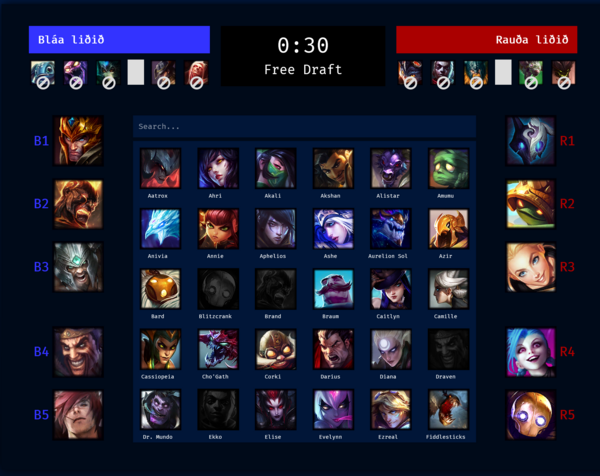 Bláa liðið
0:30
Free Draft
Rauða liðið
B1
B2
B3
B4
B5
Search...
Aatrox Ahri Akali Akshan Alistar Amumu
Anivia Annie Aphelios Ashe Aurelion Sol Azir
Bard Blitzcrank Brand Braum Caitlyn Camille
Cassiopeia Cho'Gath Corki Darius Diana Draven
Dr. Mundo Ekko Elise Evelynn Ezreal Fiddlesticks
R1
R2
R3
R4
R5